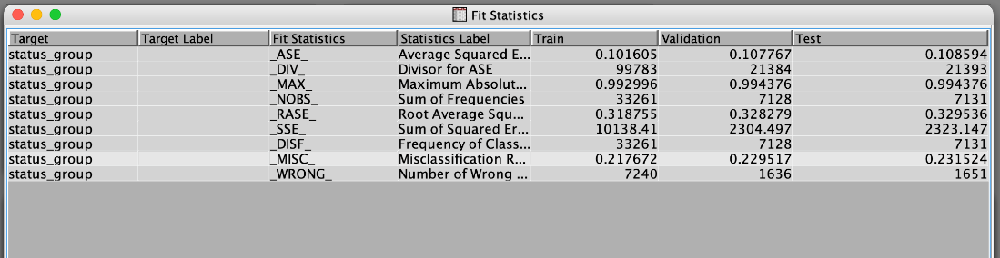 Fit Statistics
Target Target Label Fit Statistics Statistics Label Train Validation Test
status_group _ASE_ Average Squared E... 0.101605 0.107767 0.108594
status_group _DIV_ Divisor for ASE 99783 21384 21393
status_group _MAX_ Maximum Absolut... 0.992996 0.994376 0.994376
status_group _NOBS_ Sum of Frequencies 33261 7128 7131
status_group _RASE_ Root Average Squ... 0.318755 0.328279 0.329536
status_group _SSE_ Sum of Squared Er... 10138.41 2304.497 2323.147
status_group _DISF_ Frequency of Class... 33261 7128 7131
status_group _MISC_ Misclassification R... 0.217672 0.229517 0.231524
status_group _WRONG_ Number of Wrong ... 7240 1636 1651